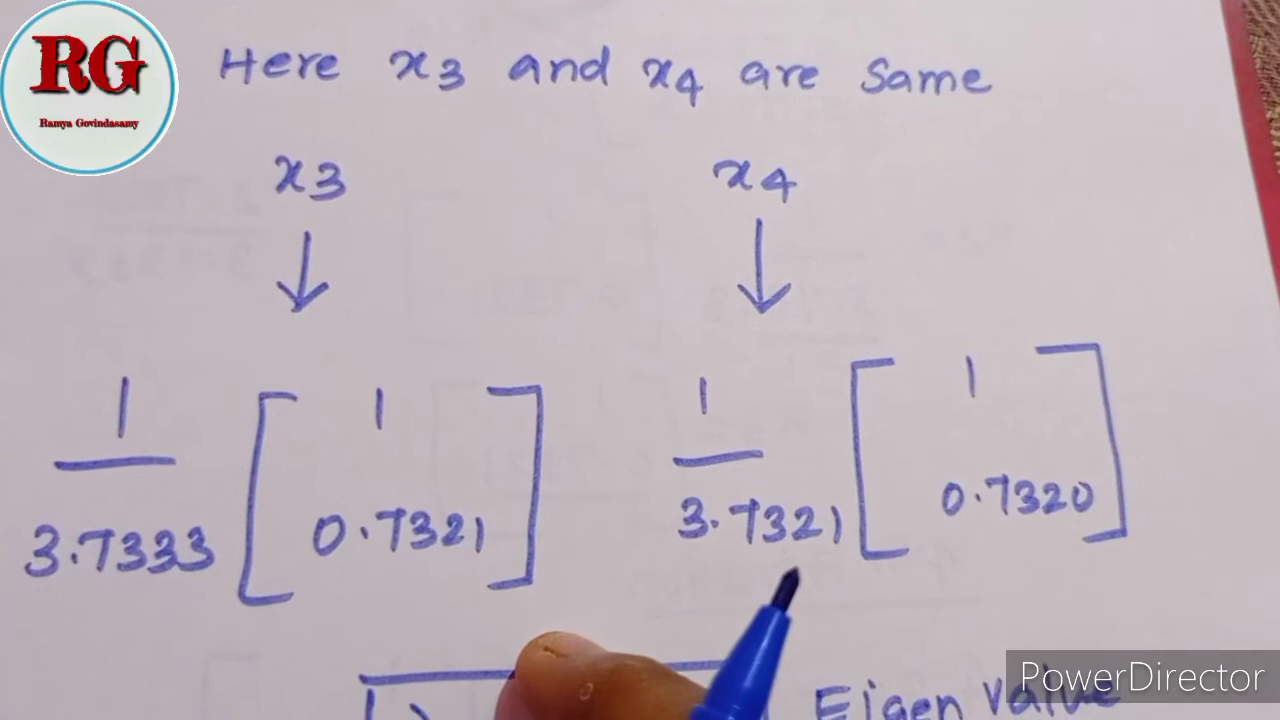 RG
Ramya Govindasamy
Here x3 and x4 are same
x3 x4
1 [ 1 ] 1 [ 1 ]
3.7333 [ 0.7321 ] 3.7321 [ 0.7320 ]
Eigen Value
PowerDirector